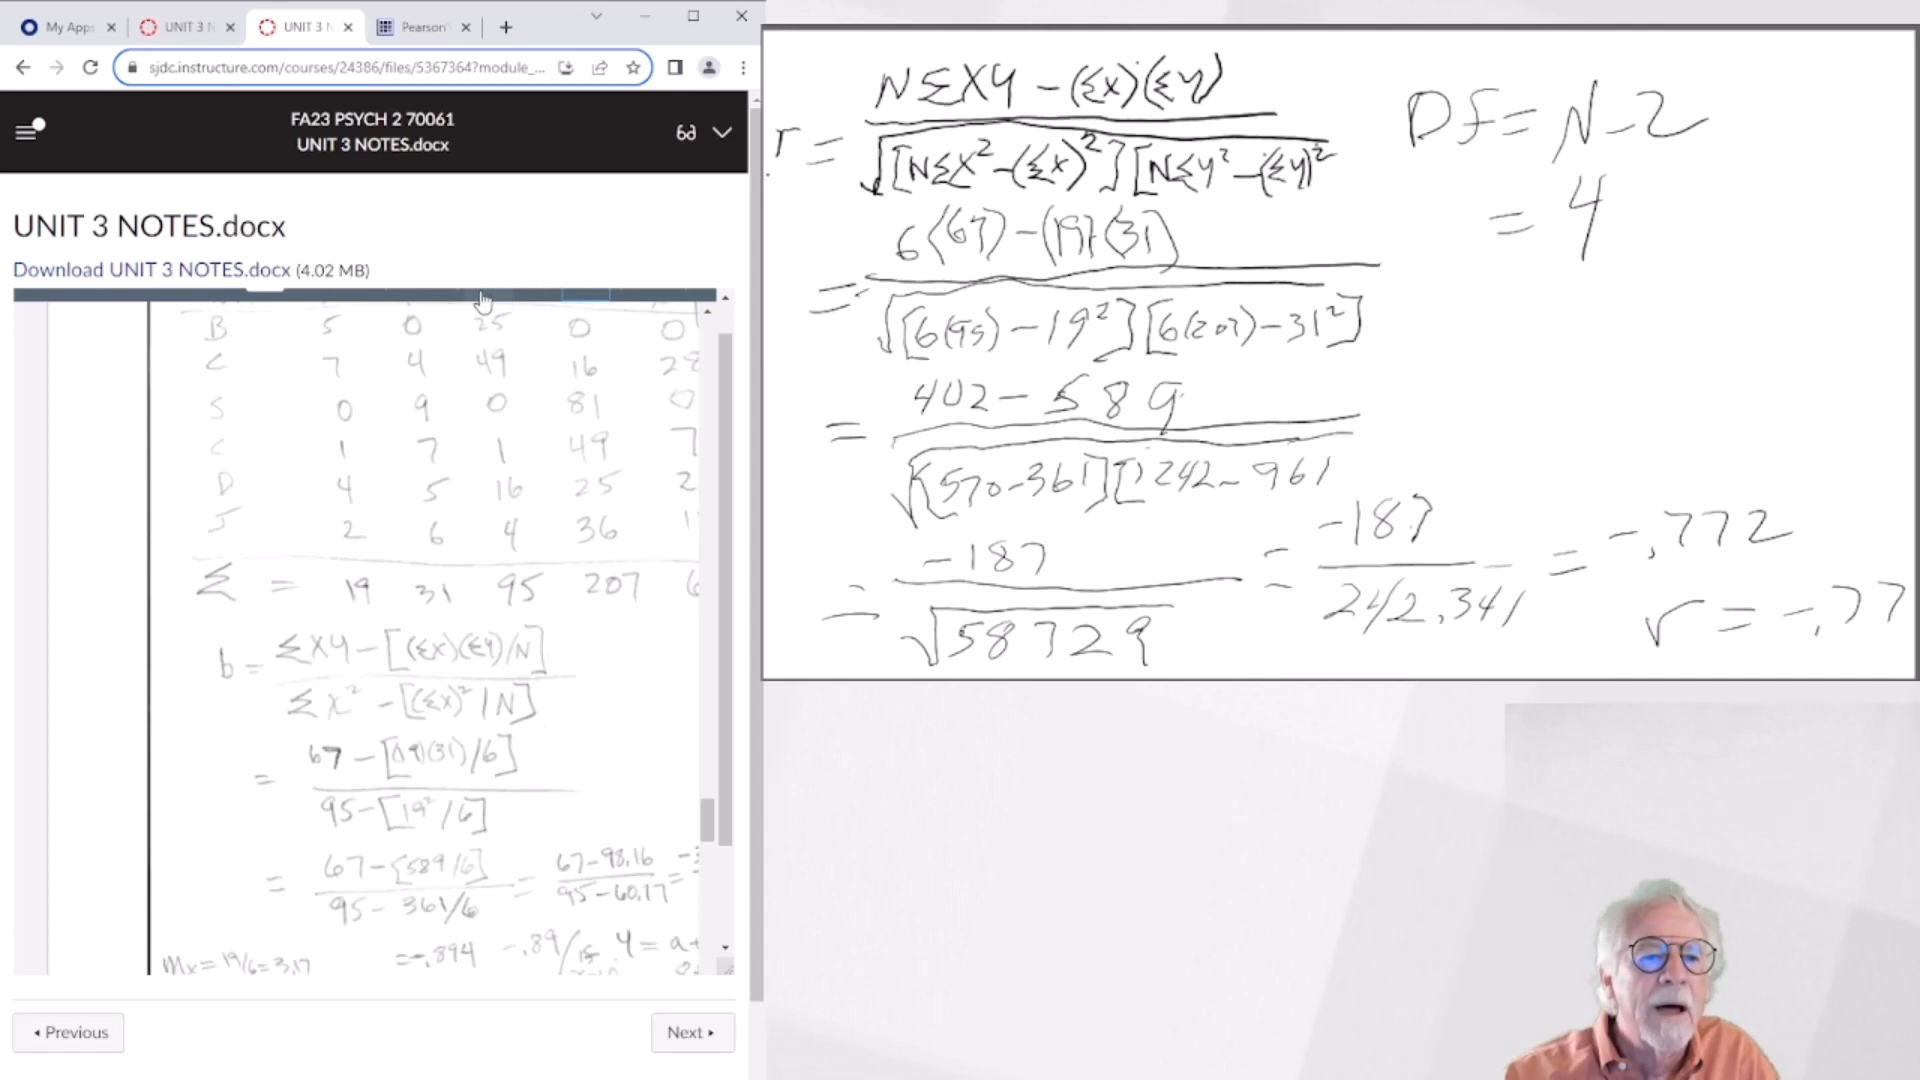 My Apps
UNIT 3 N
UNIT 3 N
Pearson'
sjdc.instructure.com/courses/24386/files/5367364?module_...
FA23 PSYCH 2 70061
UNIT 3 NOTES.docx
UNIT 3 NOTES.docx
Download UNIT 3 NOTES.docx (4.02 MB)
B 5 0 25 0 0
C 7 4 49 16 28
S 0 9 0 81 0
C 1 7 1 49 7
D 4 5 16 25 2
J 2 6 4 36 1
Σ = 19 31 95 207 6
b = ΣXY - [(ΣX)(ΣY)/N]
ΣX² - [(ΣX)²/N]
= 67 - [19(31)/6]
95 - [19²/6]
= 67 - [589/6] = 67 - 98.16 = -3
95 - 361/6 95 - 60.17
Mx = 19/6 = 3.17 = -.894 -.89 Y = a+
Previous
Next
r = NΣXY - (ΣX)(ΣY)
√[NΣX² - (ΣX)²][NΣY² - (ΣY)²
= 6(67) - (19)(31)
√[6(95) - 19²][6(207) - 31²]
= 402 - 589
√[570 - 361][1242 - 961
= -187 = -187 = -.772
√58729 242.341
r = -.77
Df = N - 2
= 4